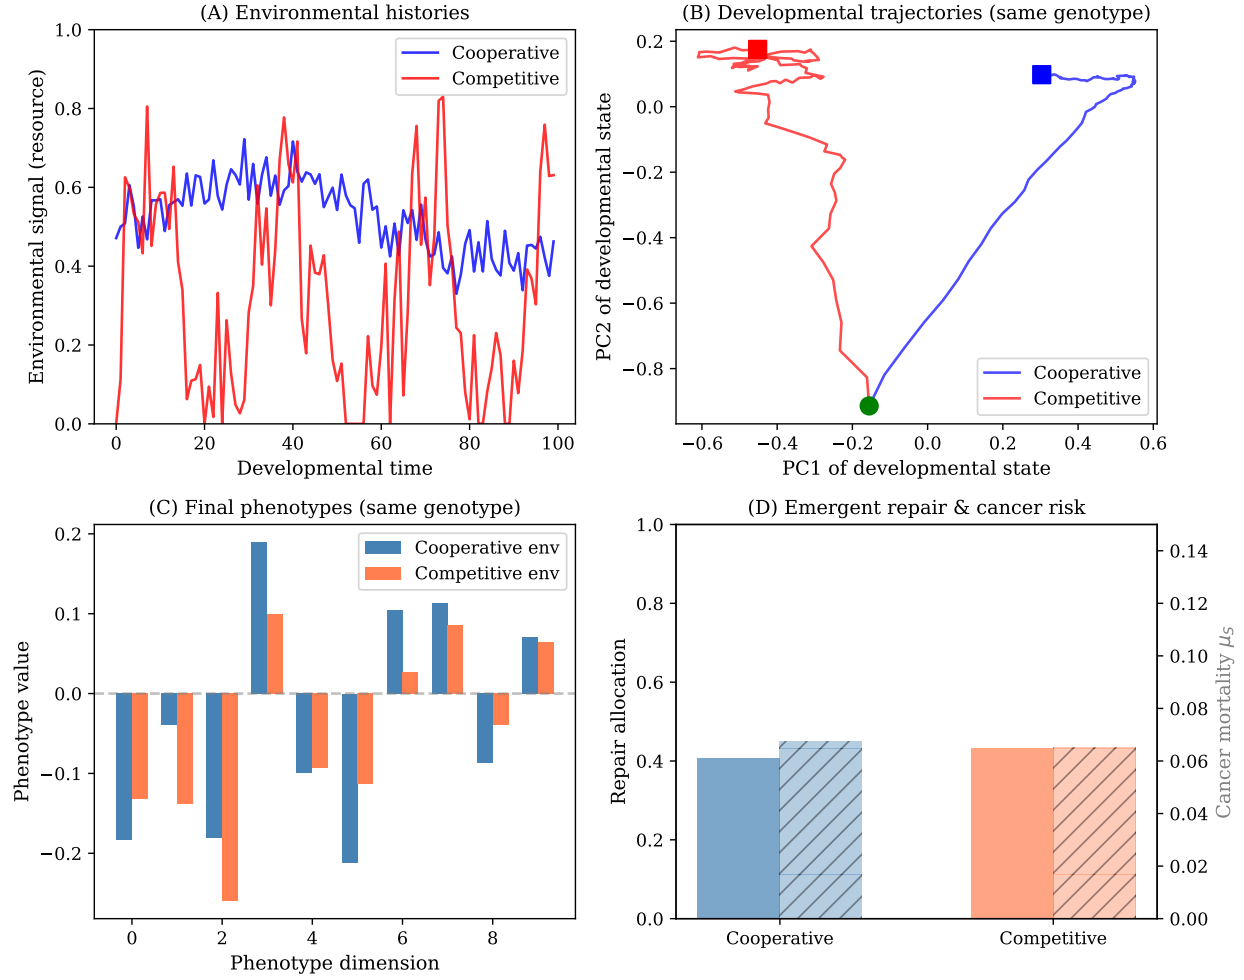 (A) Environmental histories
1.0
0.8
0.6
0.4
0.2
0.0
Environmental signal (resource)
Cooperative
Competitive
0
20
40
60
80
100
Developmental time
(B) Developmental trajectories (same genotype)
0.2
0.0
−0.2
−0.4
−0.6
−0.8
PC2 of developmental state
Cooperative
Competitive
−0.6
−0.4
−0.2
0.0
0.2
0.4
0.6
PC1 of developmental state
(C) Final phenotypes (same genotype)
0.2
0.1
0.0
−0.1
−0.2
Phenotype value
Cooperative env
Competitive env
0
2
4
6
8
Phenotype dimension
(D) Emergent repair & cancer risk
1.0
0.8
0.6
0.4
0.2
0.0
Repair allocation
0.14
0.12
0.10
0.08
0.06
0.04
0.02
0.00
Cancer mortality μS
Cooperative
Competitive